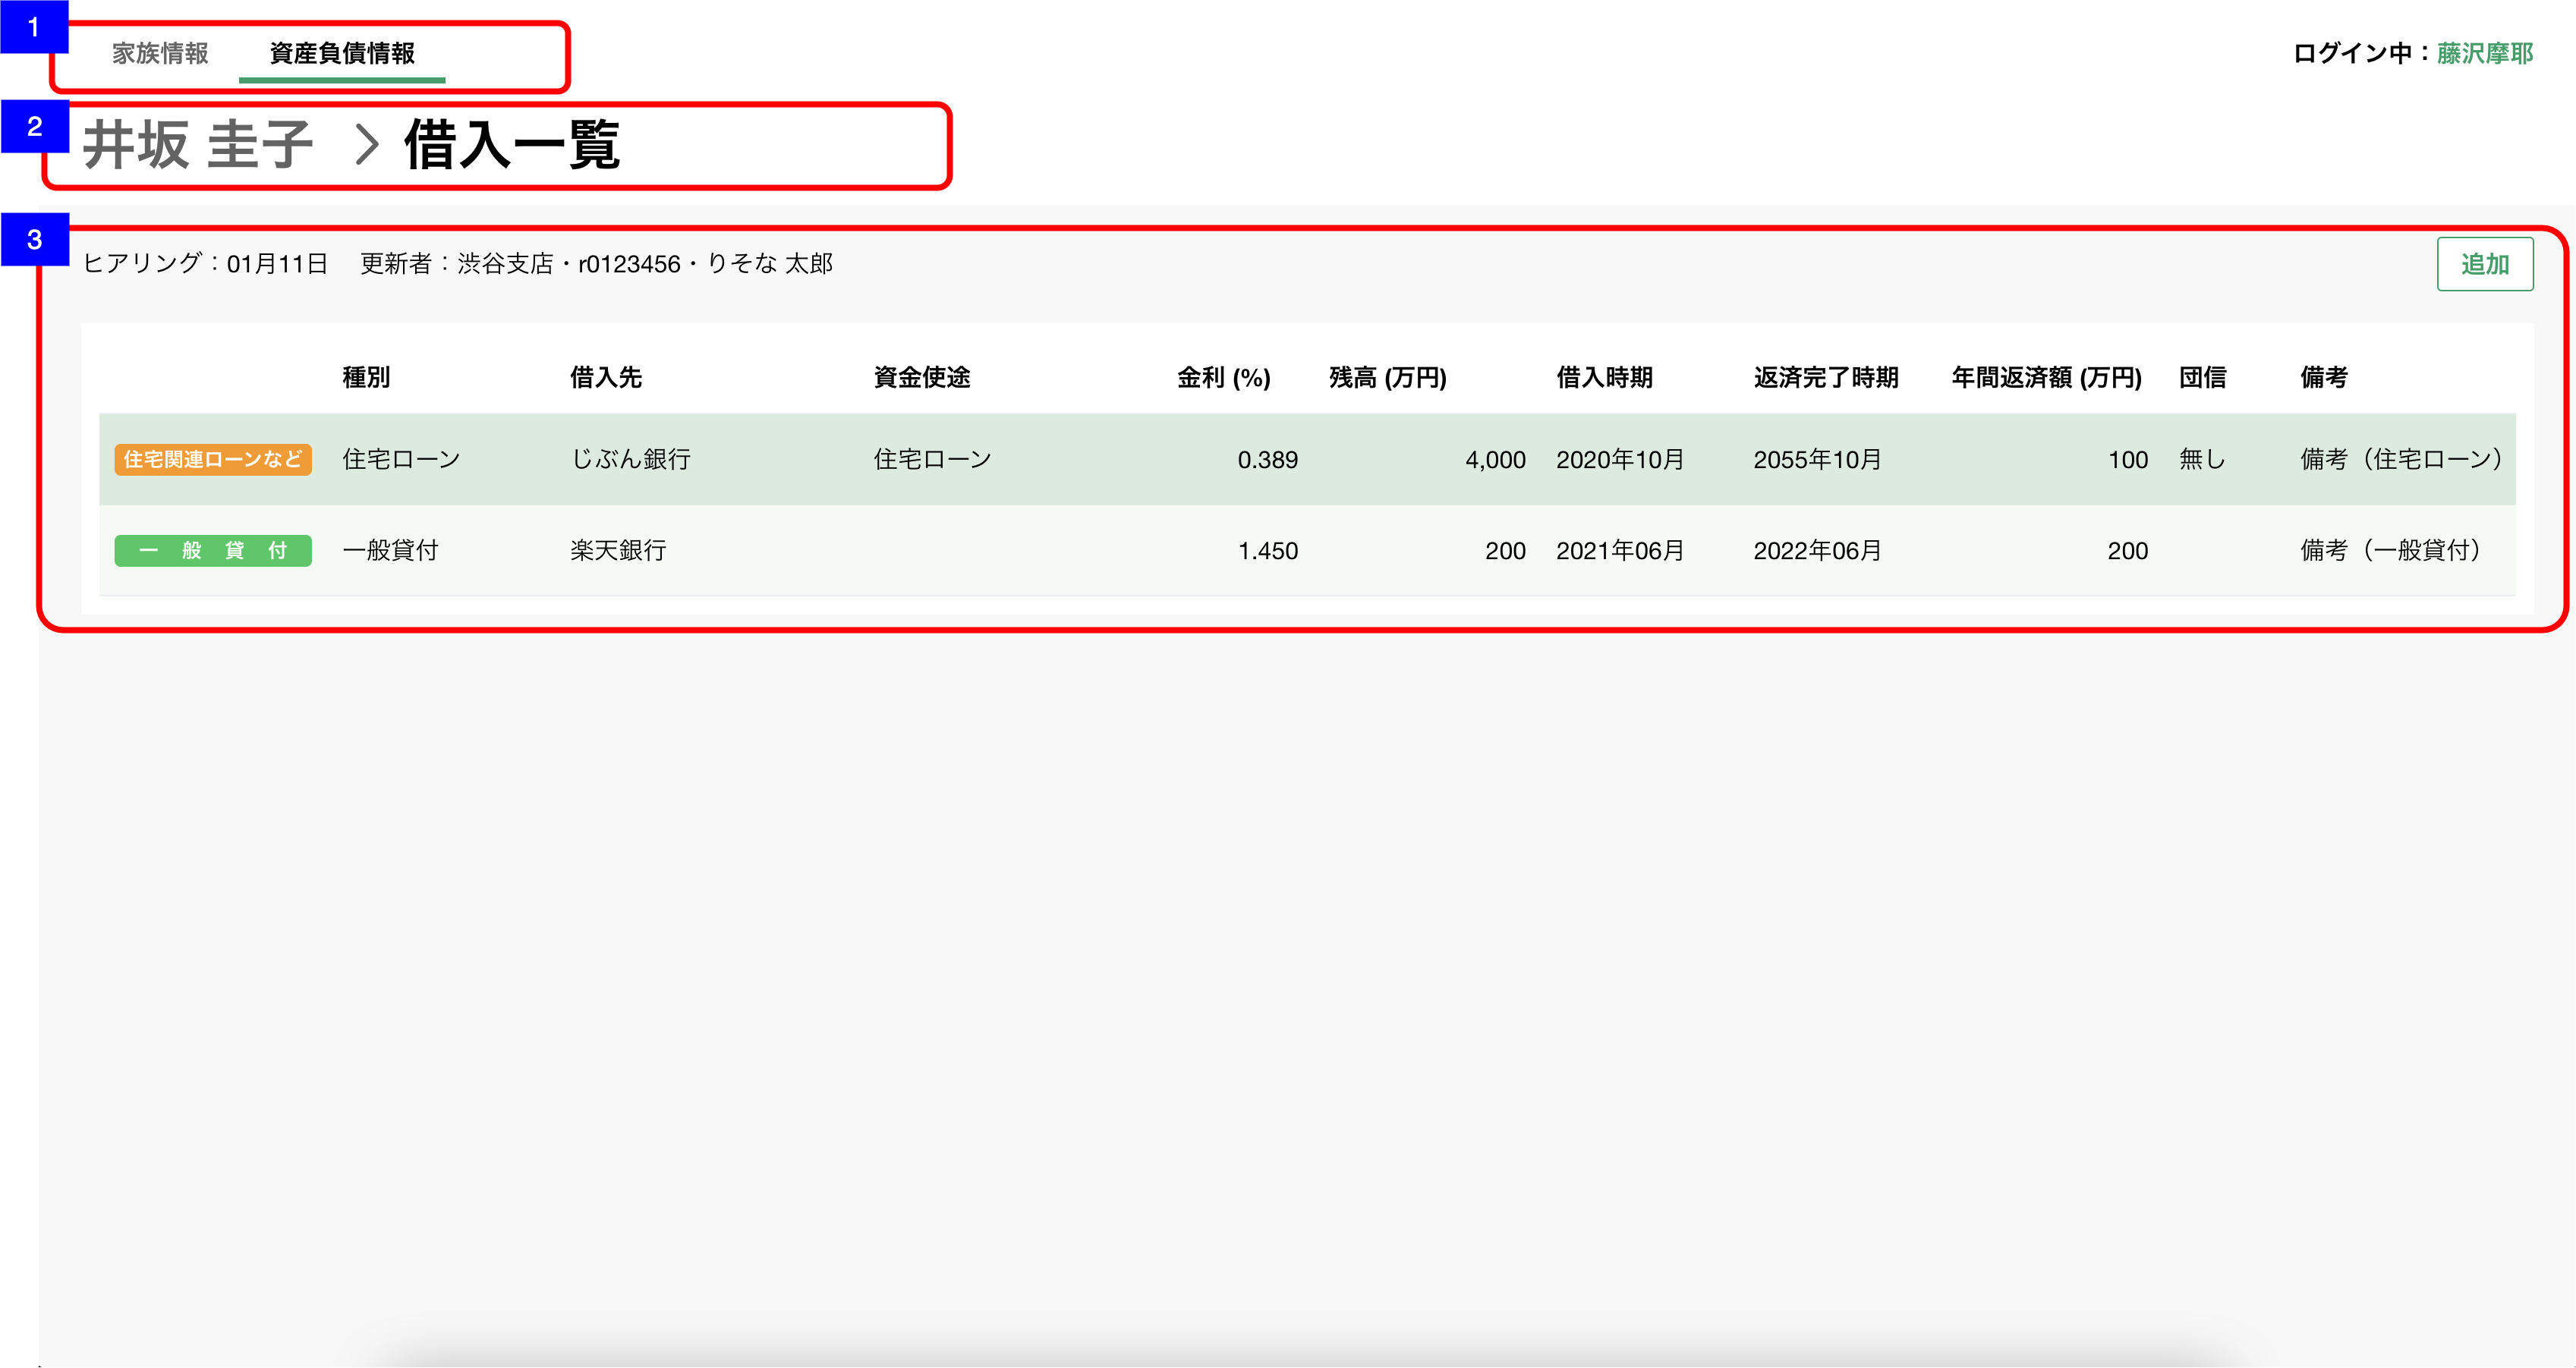 1
家族情報 資産負債情報 ログイン中：藤沢摩耶
2
井坂 圭子 > 借入一覧
3
ヒアリング：01月11日 更新者：渋谷支店・r0123456・りそな 太郎 追加
種別 借入先 資金使途 金利 (%) 残高 (万円) 借入時期 返済完了時期 年間返済額 (万円) 団信 備考
住宅関連ローンなど 住宅ローン じぶん銀行 住宅ローン 0.389 4,000 2020年10月 2055年10月 100 無し 備考（住宅ローン）
一般貸付 一般貸付 楽天銀行 1.450 200 2021年06月 2022年06月 200 備考（一般貸付）